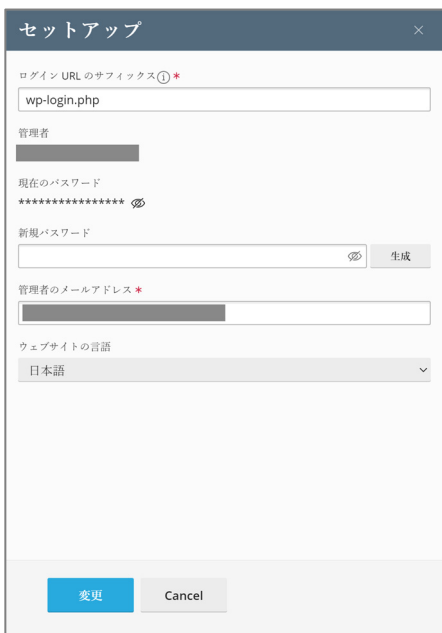 セットアップ
ログイン URL のサフィックス ⓘ *
wp-login.php
管理者
現在のパスワード
****************
新規パスワード
生成
管理者のメールアドレス *
ウェブサイトの言語
日本語
変更 Cancel